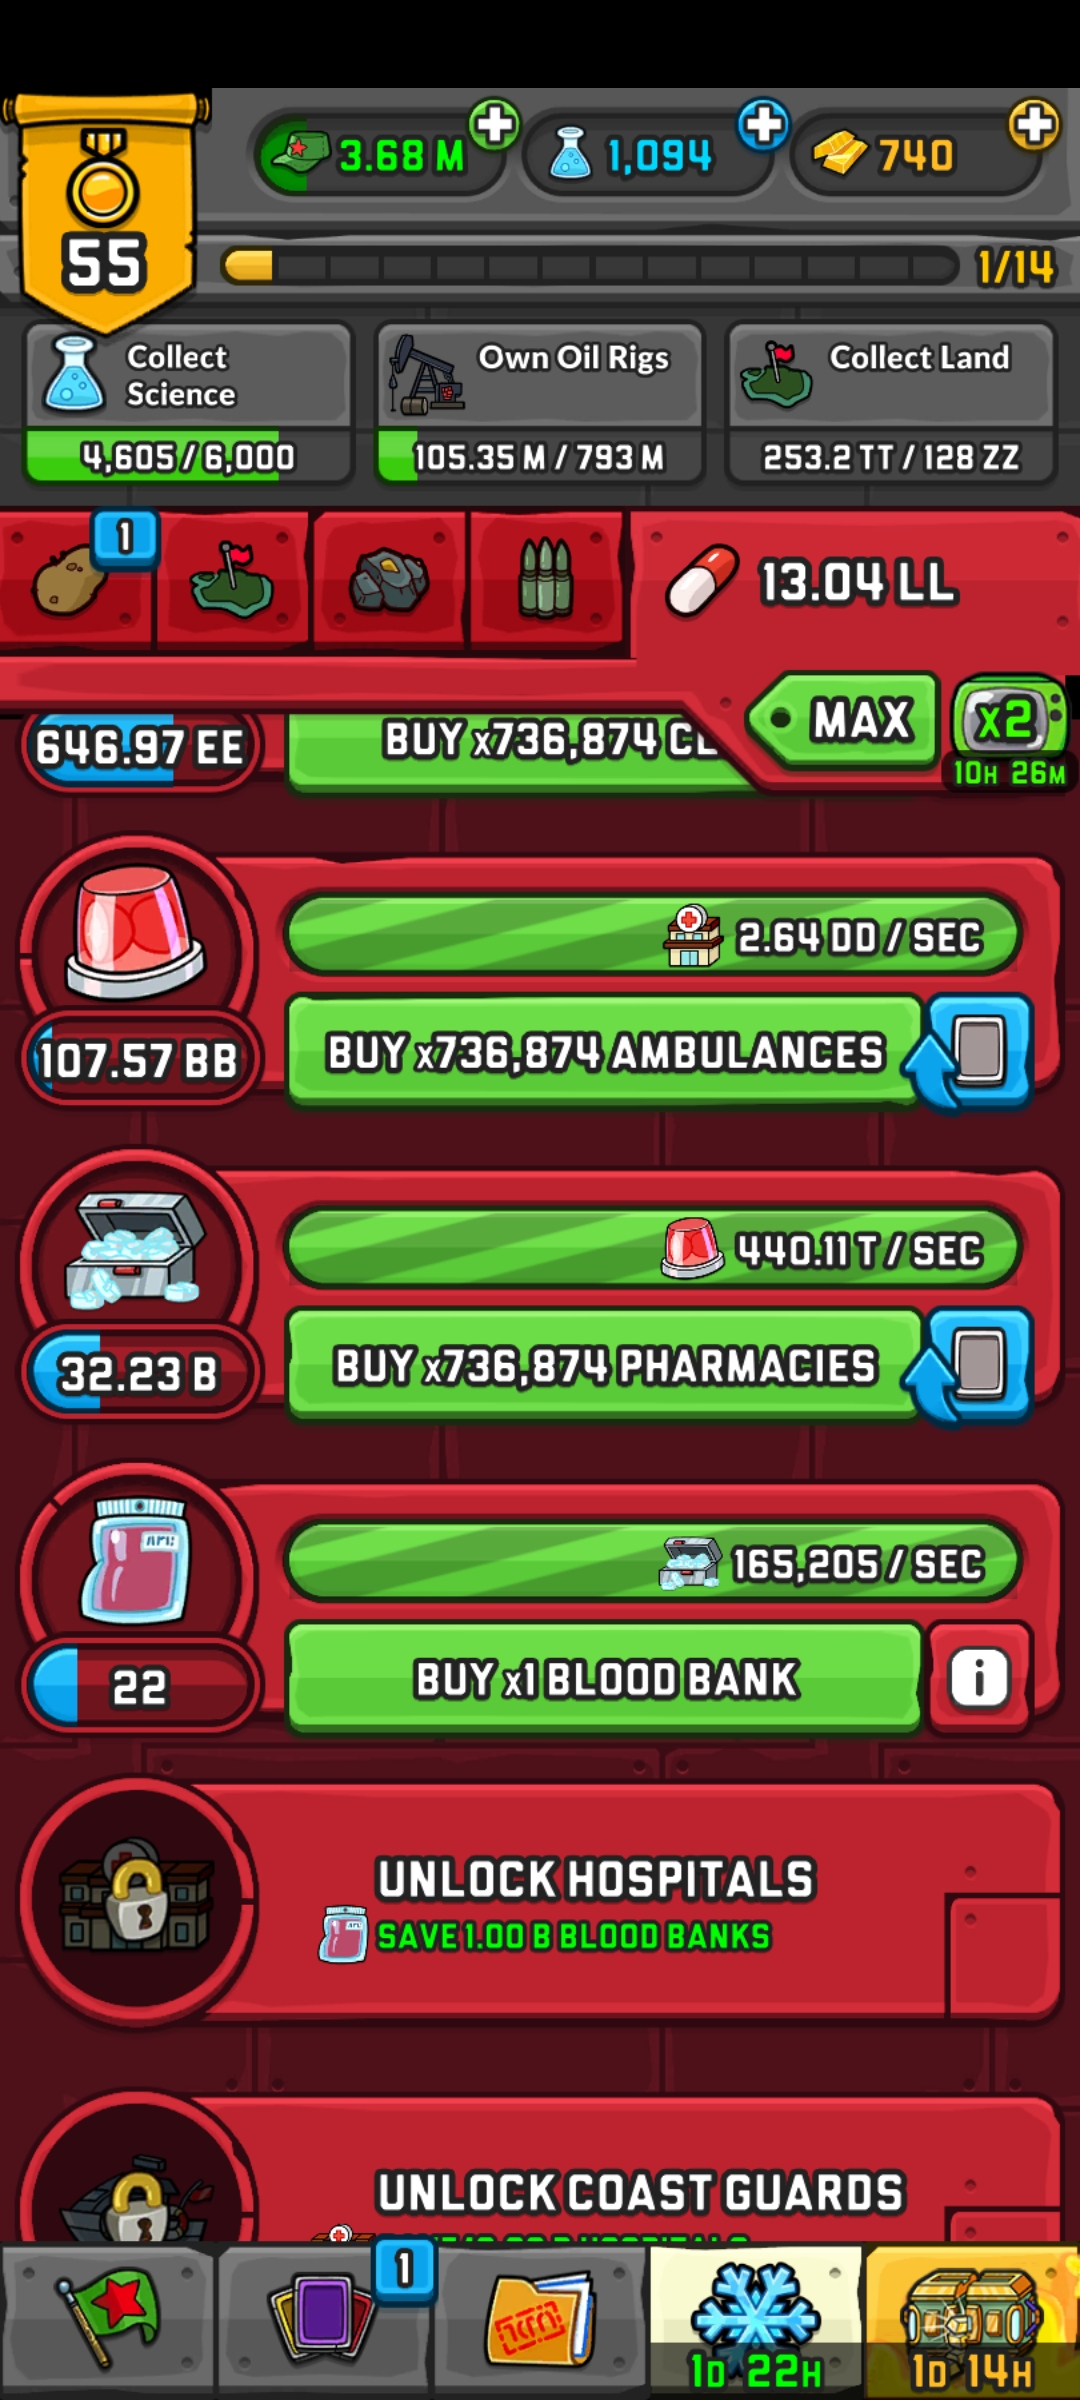 55
3.68 M
1,094
740
1/14
Collect
Science
4,605 / 6,000
Own Oil Rigs
105.35 M / 793 M
Collect Land
253.2 TT / 128 ZZ
1
13.04 LL
646.97 EE
BUY x736,874
MAX
x2
10H 26M
2.64 DD / SEC
107.57 BB
BUY x736,874 AMBULANCES
440.11 T / SEC
32.23 B
BUY x736,874 PHARMACIES
165,205 / SEC
22
BUY x1 BLOOD BANK
i
UNLOCK HOSPITALS
SAVE 1.00 B BLOOD BANKS
UNLOCK COAST GUARDS
1
1D 22H
1D 14H